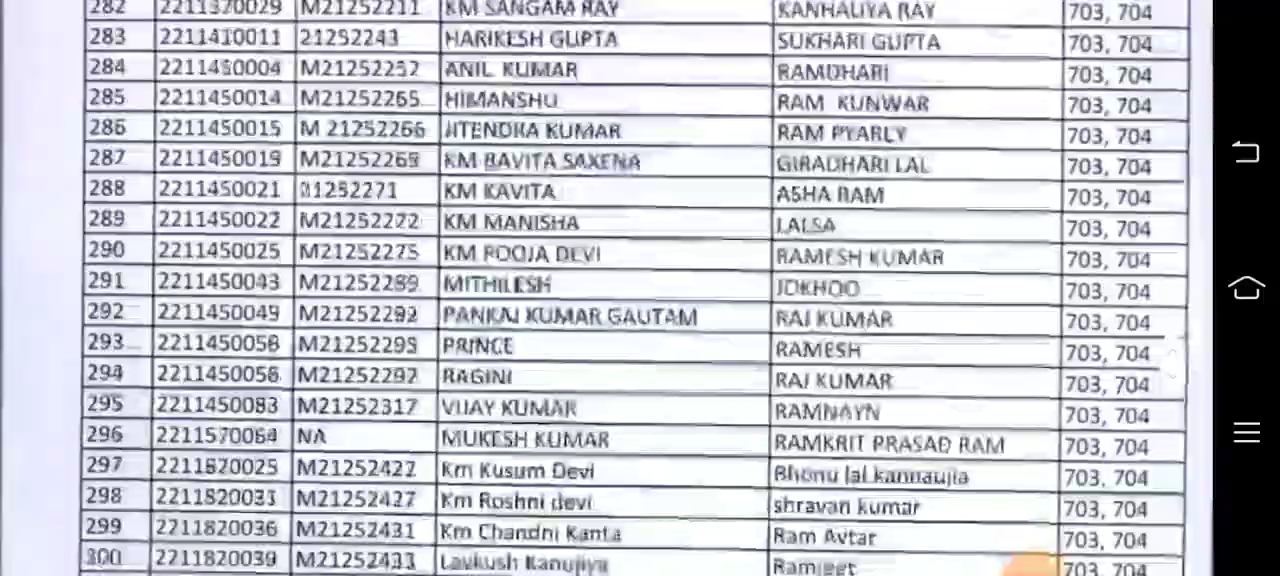 282 2211370029 M21252211 KM SANGAM RAY KANHAUYA RAY 703, 704
283 2211410011 21252243 HARIKESH GUPTA SUKHARI GUPTA 703, 704
284 2211450004 M21252252 ANIL KUMAR RAMDHARI 703, 704
285 2211450014 M21252265 HIMANSHU RAM KUNWAR 703, 704
286 2211450015 M 21252266 JITENDRA KUMAR RAM PYARLY 703, 704
287 2211450019 M21252269 KM BAVITA SAXENA GIRADHARI LAL 703, 704
288 2211450021 KM KAVITA ASHA RAM 703, 704
289 2211450022 M21252272 KM MANISHA LALSA 703, 704
290 2211450025 M21252275 KM POOJA DEVI RAMESH KUMAR 703, 704
291 2211450043 M21252289 MITHILESH JOKHOO 703, 704
292 2211450049 M21252292 PANKAJ KUMAR GAUTAM RAJ KUMAR 703, 704
293 M21252295 PRINCE RAMESH 703, 704
294 2211450058 M21252297 RAGINI RAJ KUMAR 703, 704
295 2211450083 M21252317 VIJAY KUMAR RAMNAYN 703, 704
296 2211570064 NA MUKESH KUMAR RAMKRIT PRASAD RAM 703, 704
297 2211820025 M21252422 Km Kusum Devi Bhonu lal kannaujia 703, 704
298 2211820031 M21252427 Km Roshni devi shravan kumar 703, 704
299 2211820036 M21252431 Km Chandni Kanta Ram Avtar 703, 704
300 2211820039 M21252433 Lavkush Kanujiya Ramjeet 703, 704